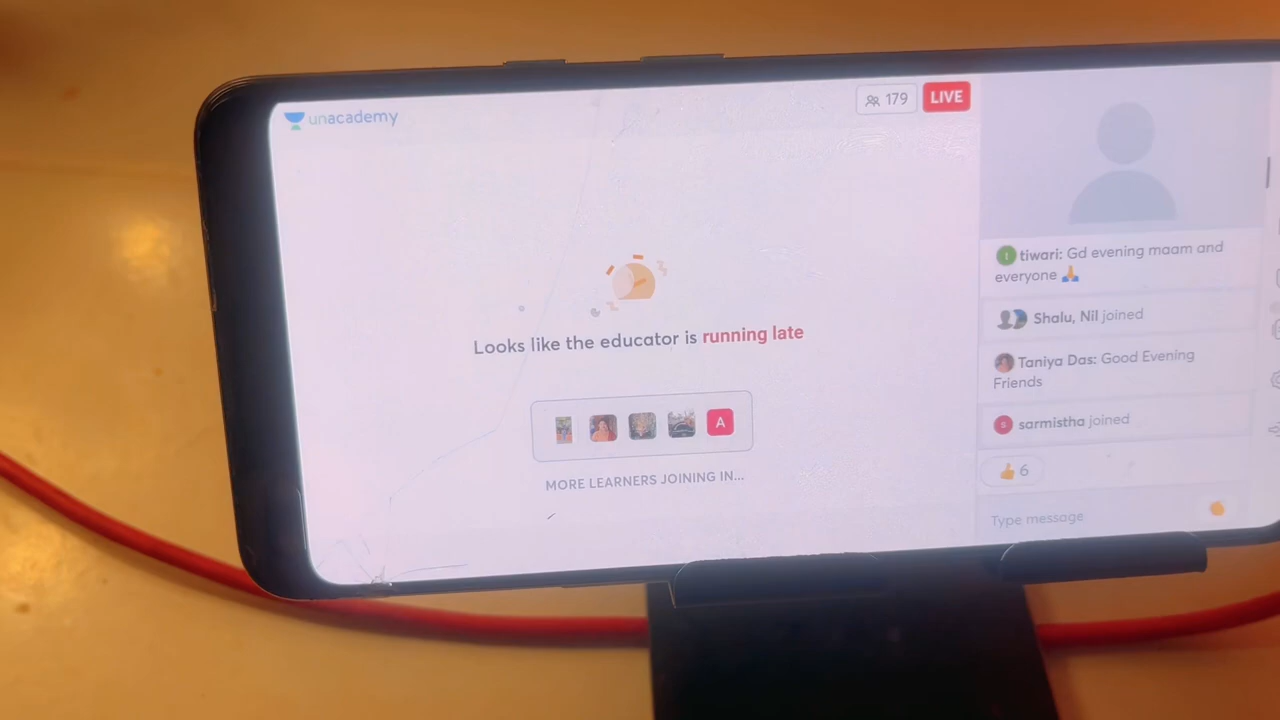 unacademy
179
LIVE
Looks like the educator is running late
A
MORE LEARNERS JOINING IN...
tiwari: Gd evening maam and
everyone 🙏
Shalu, Nil joined
Taniya Das: Good Evening
Friends
s
sarmistha joined
👍 6
Type message